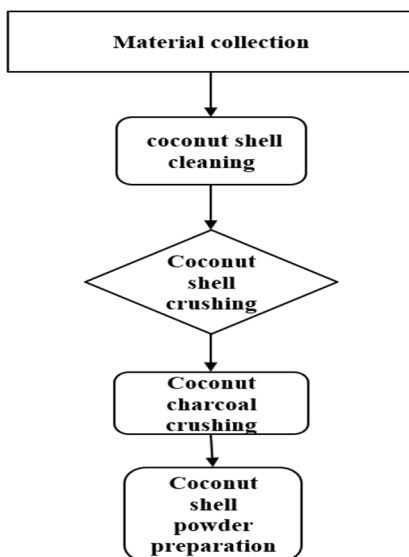 Material collection
coconut shell
cleaning
Coconut
shell
crushing
Coconut
charcoal
crushing
Coconut
shell
powder
preparation